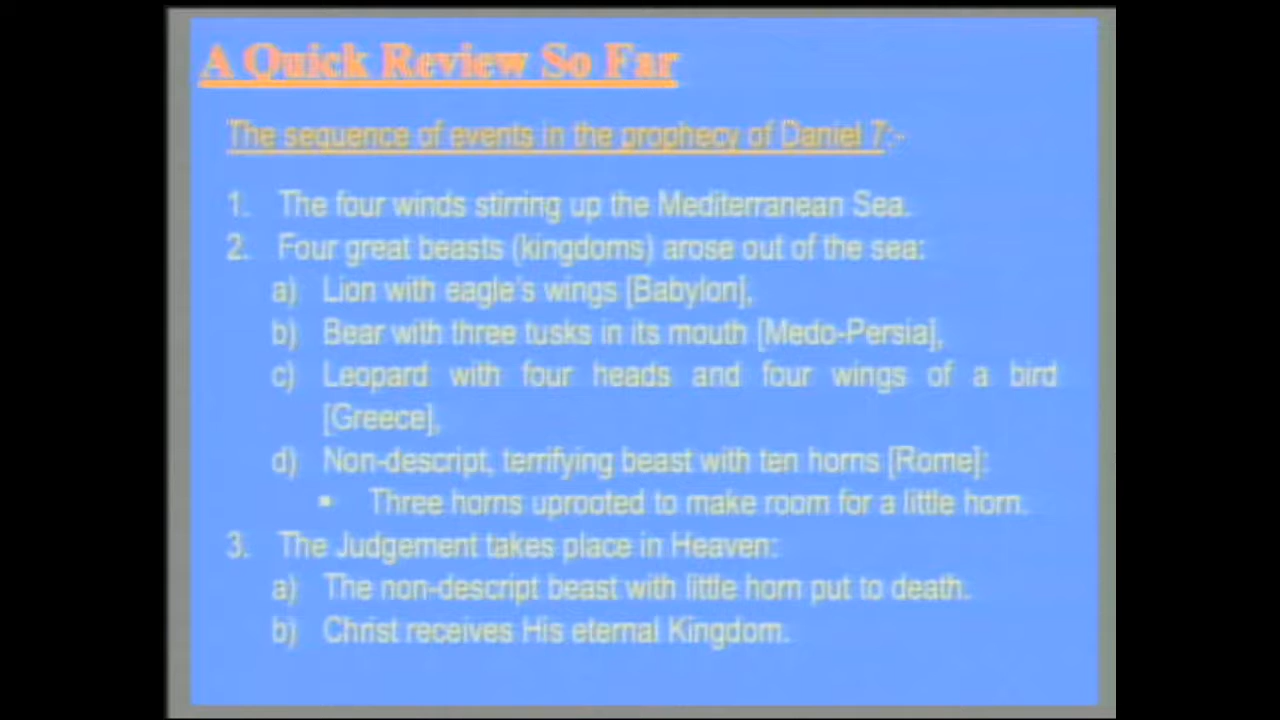 A Quick Review So Far
The sequence of events in the prophecy of Daniel 7:-
1. The four winds stirring up the Mediterranean Sea.
2. Four great beasts (kingdoms) arose out of the sea:
a) Lion with eagle's wings [Babylon],
b) Bear with three tusks in its mouth [Medo-Persia],
c) Leopard with four heads and four wings of a bird
[Greece],
d) Non-descript, terrifying beast with ten horns [Rome]:
▪ Three horns uprooted to make room for a little horn.
3. The Judgement takes place in Heaven:
a) The non-descript beast with little horn put to death.
b) Christ receives His eternal Kingdom.